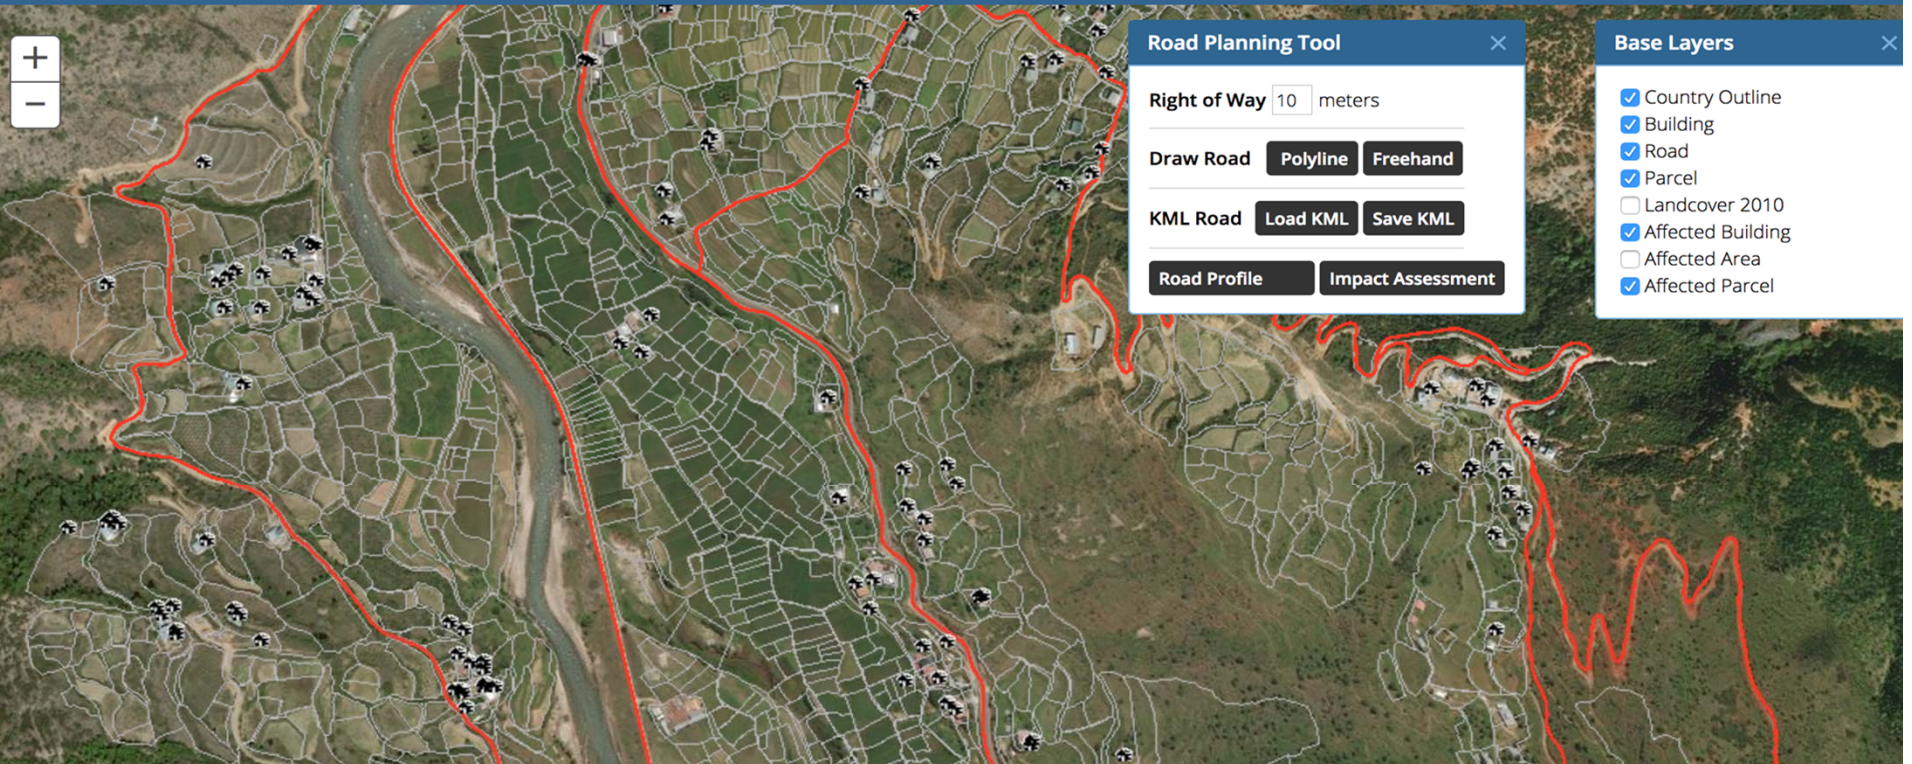 +
−
Road Planning Tool ×
Right of Way 10 meters
Draw Road Polyline Freehand
KML Road Load KML Save KML
Road Profile Impact Assessment
Base Layers ×
Country Outline
Building
Road
Parcel
Landcover 2010
Affected Building
Affected Area
Affected Parcel